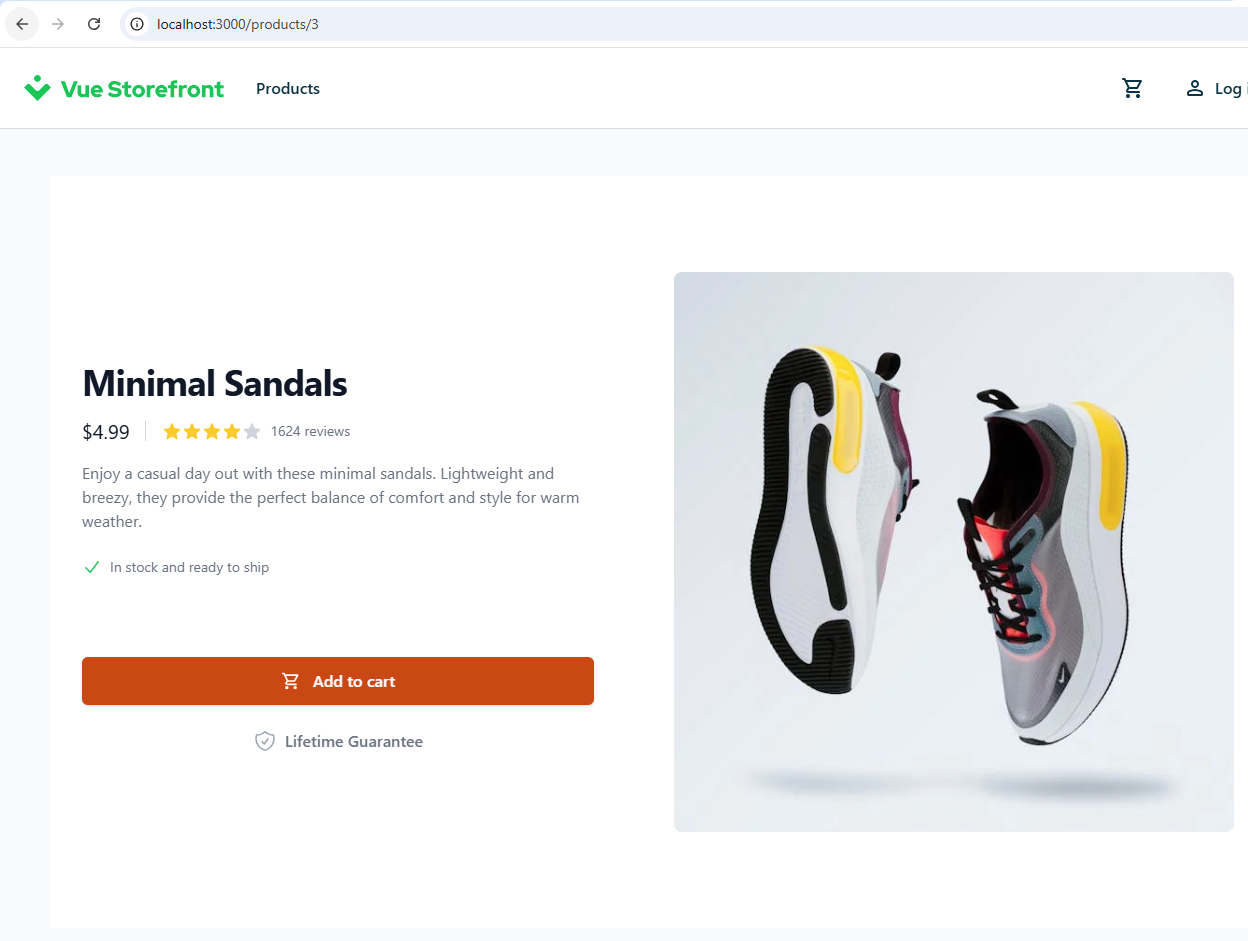 localhost:3000/products/3
Vue Storefront
Products
Log
Minimal Sandals
$4.99
1624 reviews
Enjoy a casual day out with these minimal sandals. Lightweight and
breezy, they provide the perfect balance of comfort and style for warm
weather.
In stock and ready to ship
Add to cart
Lifetime Guarantee